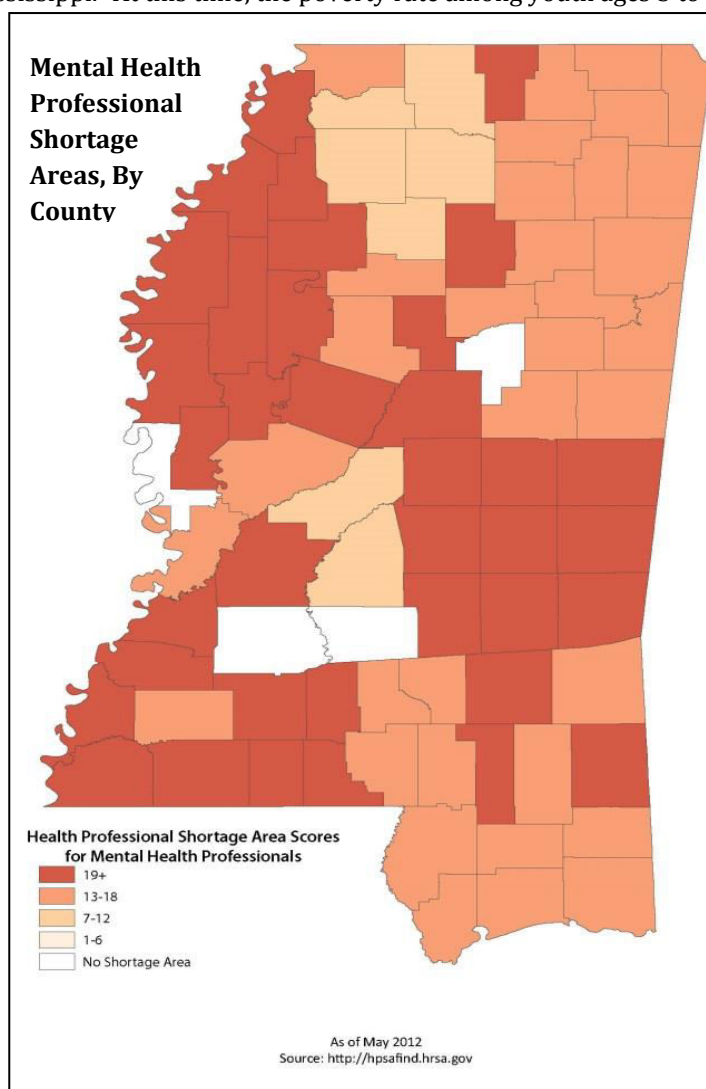 Mental Health
Professional
Shortage
Areas, By
County
Health Professional Shortage Area Scores
for Mental Health Professionals
19+
13-18
7-12
1-6
No Shortage Area
As of May 2012
Source: http://hpsafind.hrsa.gov